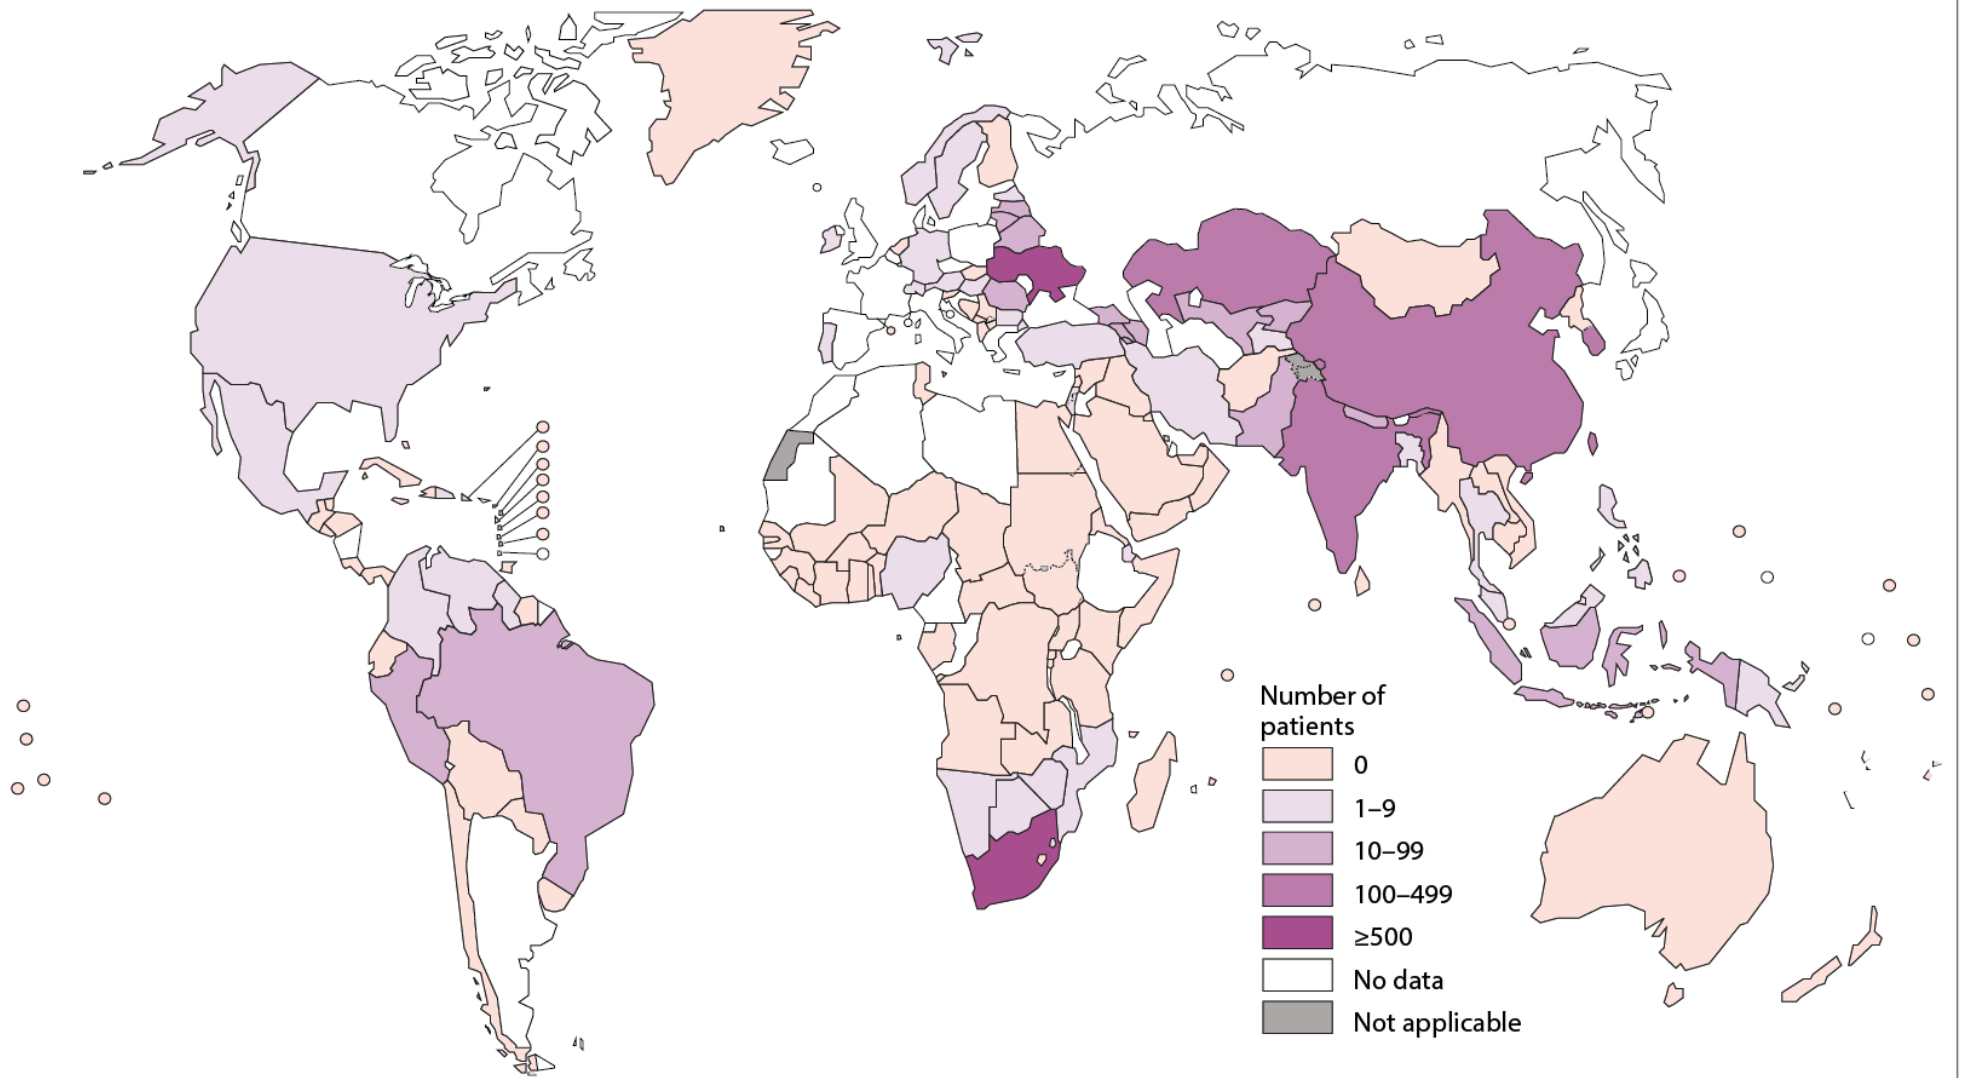 Number of
patients
0
1–9
10–99
100–499
≥500
No data
Not applicable